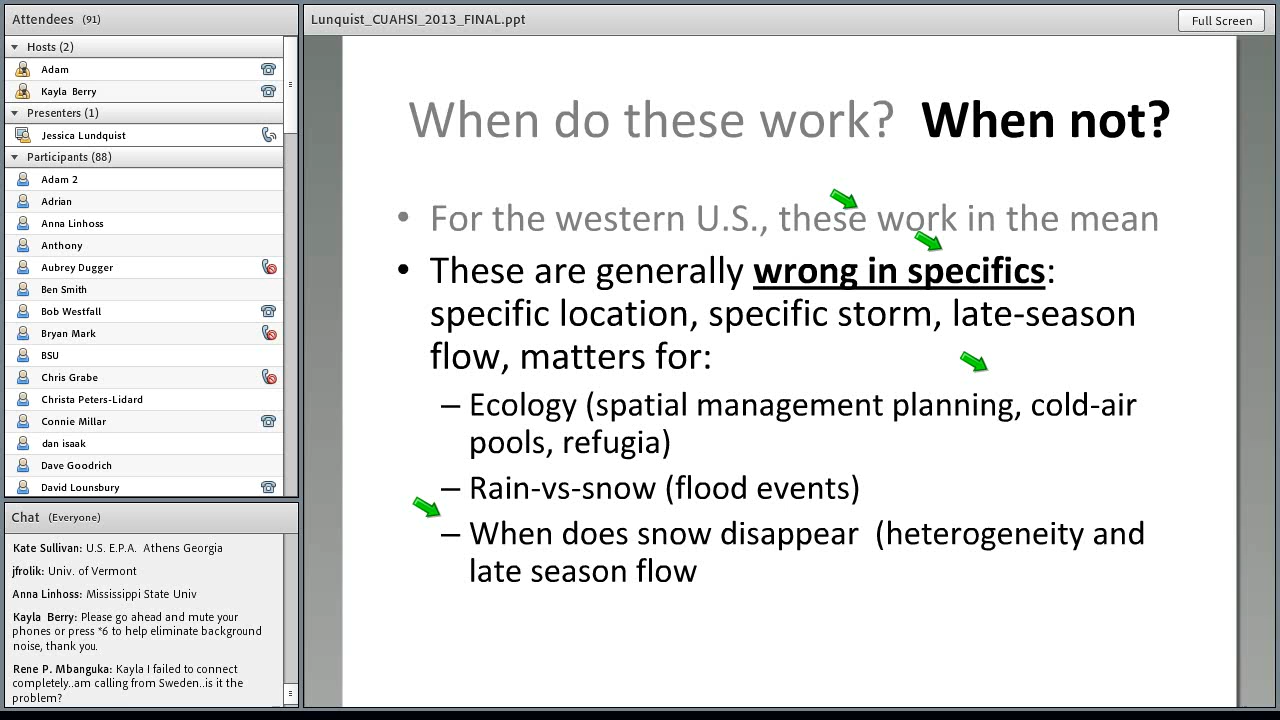 Attendees (91)
Hosts (2)
Adam
Kayla Berry
Presenters (1)
Jessica Lundquist
Participants (88)
Adam 2
Adrian
Anna Linhoss
Anthony
Aubrey Dugger
Ben Smith
Bob Westfall
Bryan Mark
BSU
Chris Grabe
Christa Peters-Lidard
Connie Millar
dan isaak
Dave Goodrich
David Lounsbury
Chat (Everyone)
Kate Sullivan: U.S. E.P.A. Athens Georgia
jfrolik: Univ. of Vermont
Anna Linhoss: Mississippi State Univ
Kayla Berry: Please go ahead and mute your
phones or press *6 to help eliminate background
noise, thank you.
Rene P. Mbanguka: Kayla I failed to connect
completely..am calling from Sweden..is it the
problem?
Lunquist_CUAHSI_2013_FINAL.ppt
Full Screen
When do these work? When not?
• For the western U.S., these work in the mean
• These are generally wrong in specifics:
specific location, specific storm, late-season
flow, matters for:
– Ecology (spatial management planning, cold-air
pools, refugia)
– Rain-vs-snow (flood events)
– When does snow disappear (heterogeneity and
late season flow